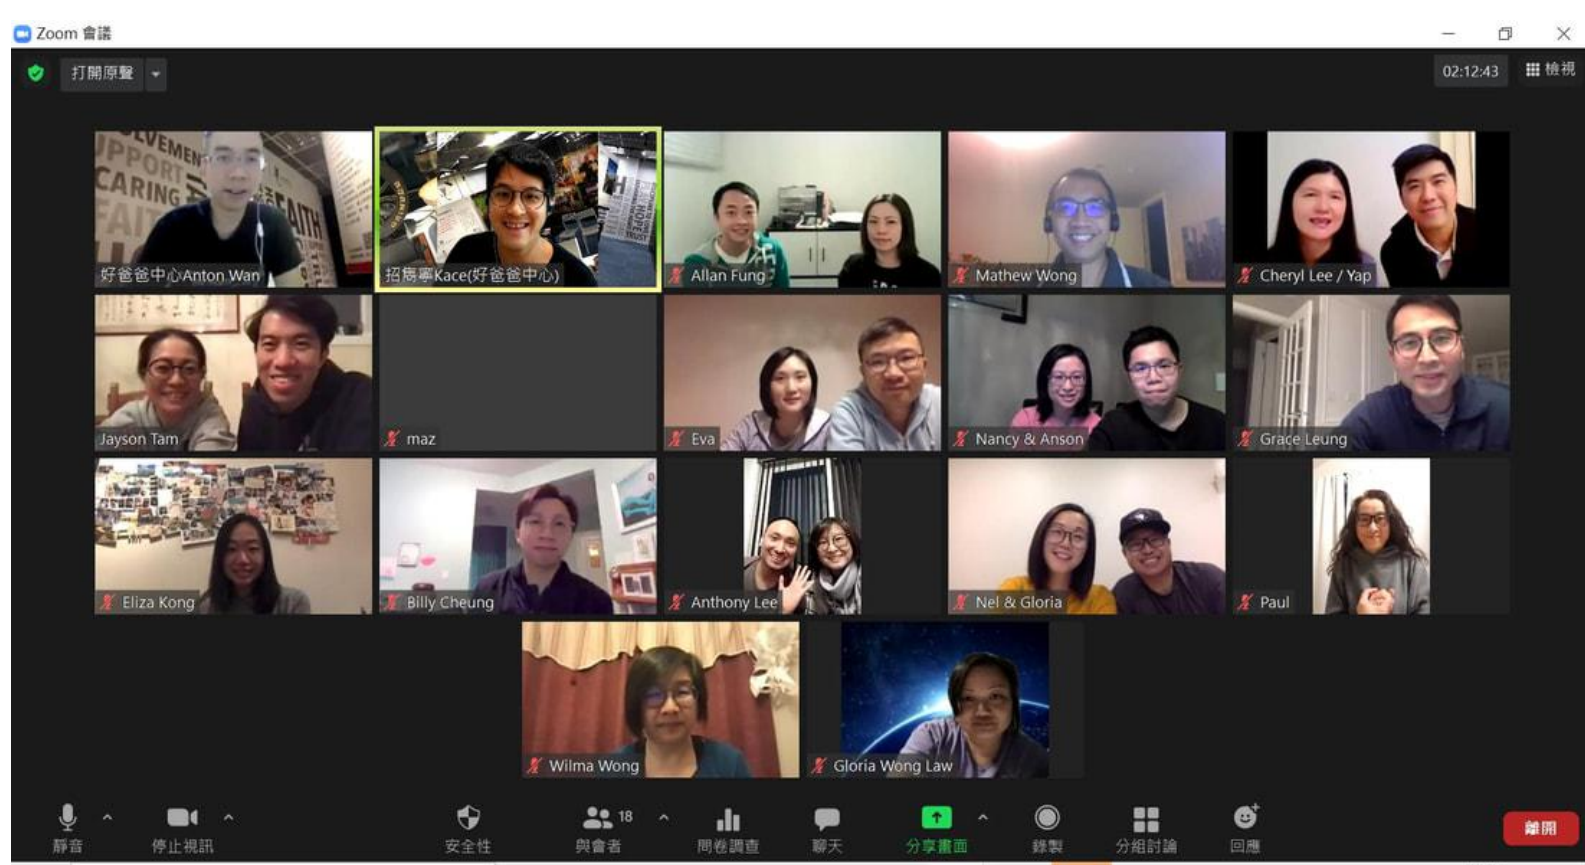 Zoom 會議
打開原聲
02:12:43
檢視
好爸爸中心Anton Wan
招雋寧Kace(好爸爸中心)
Allan Fung
Mathew Wong
Cheryl Lee / Yap
Jayson Tam
maz
Eva
Nancy & Anson
Grace Leung
Eliza Kong
Billy Cheung
Anthony Lee
Nel & Gloria
Paul
Wilma Wong
Gloria Wong Law
SUPPORT
CARING
FAITH
HOPE
靜音
停止視訊
安全性
18
與會者
問卷調查
聊天
分享畫面
錄製
分組討論
回應
離開